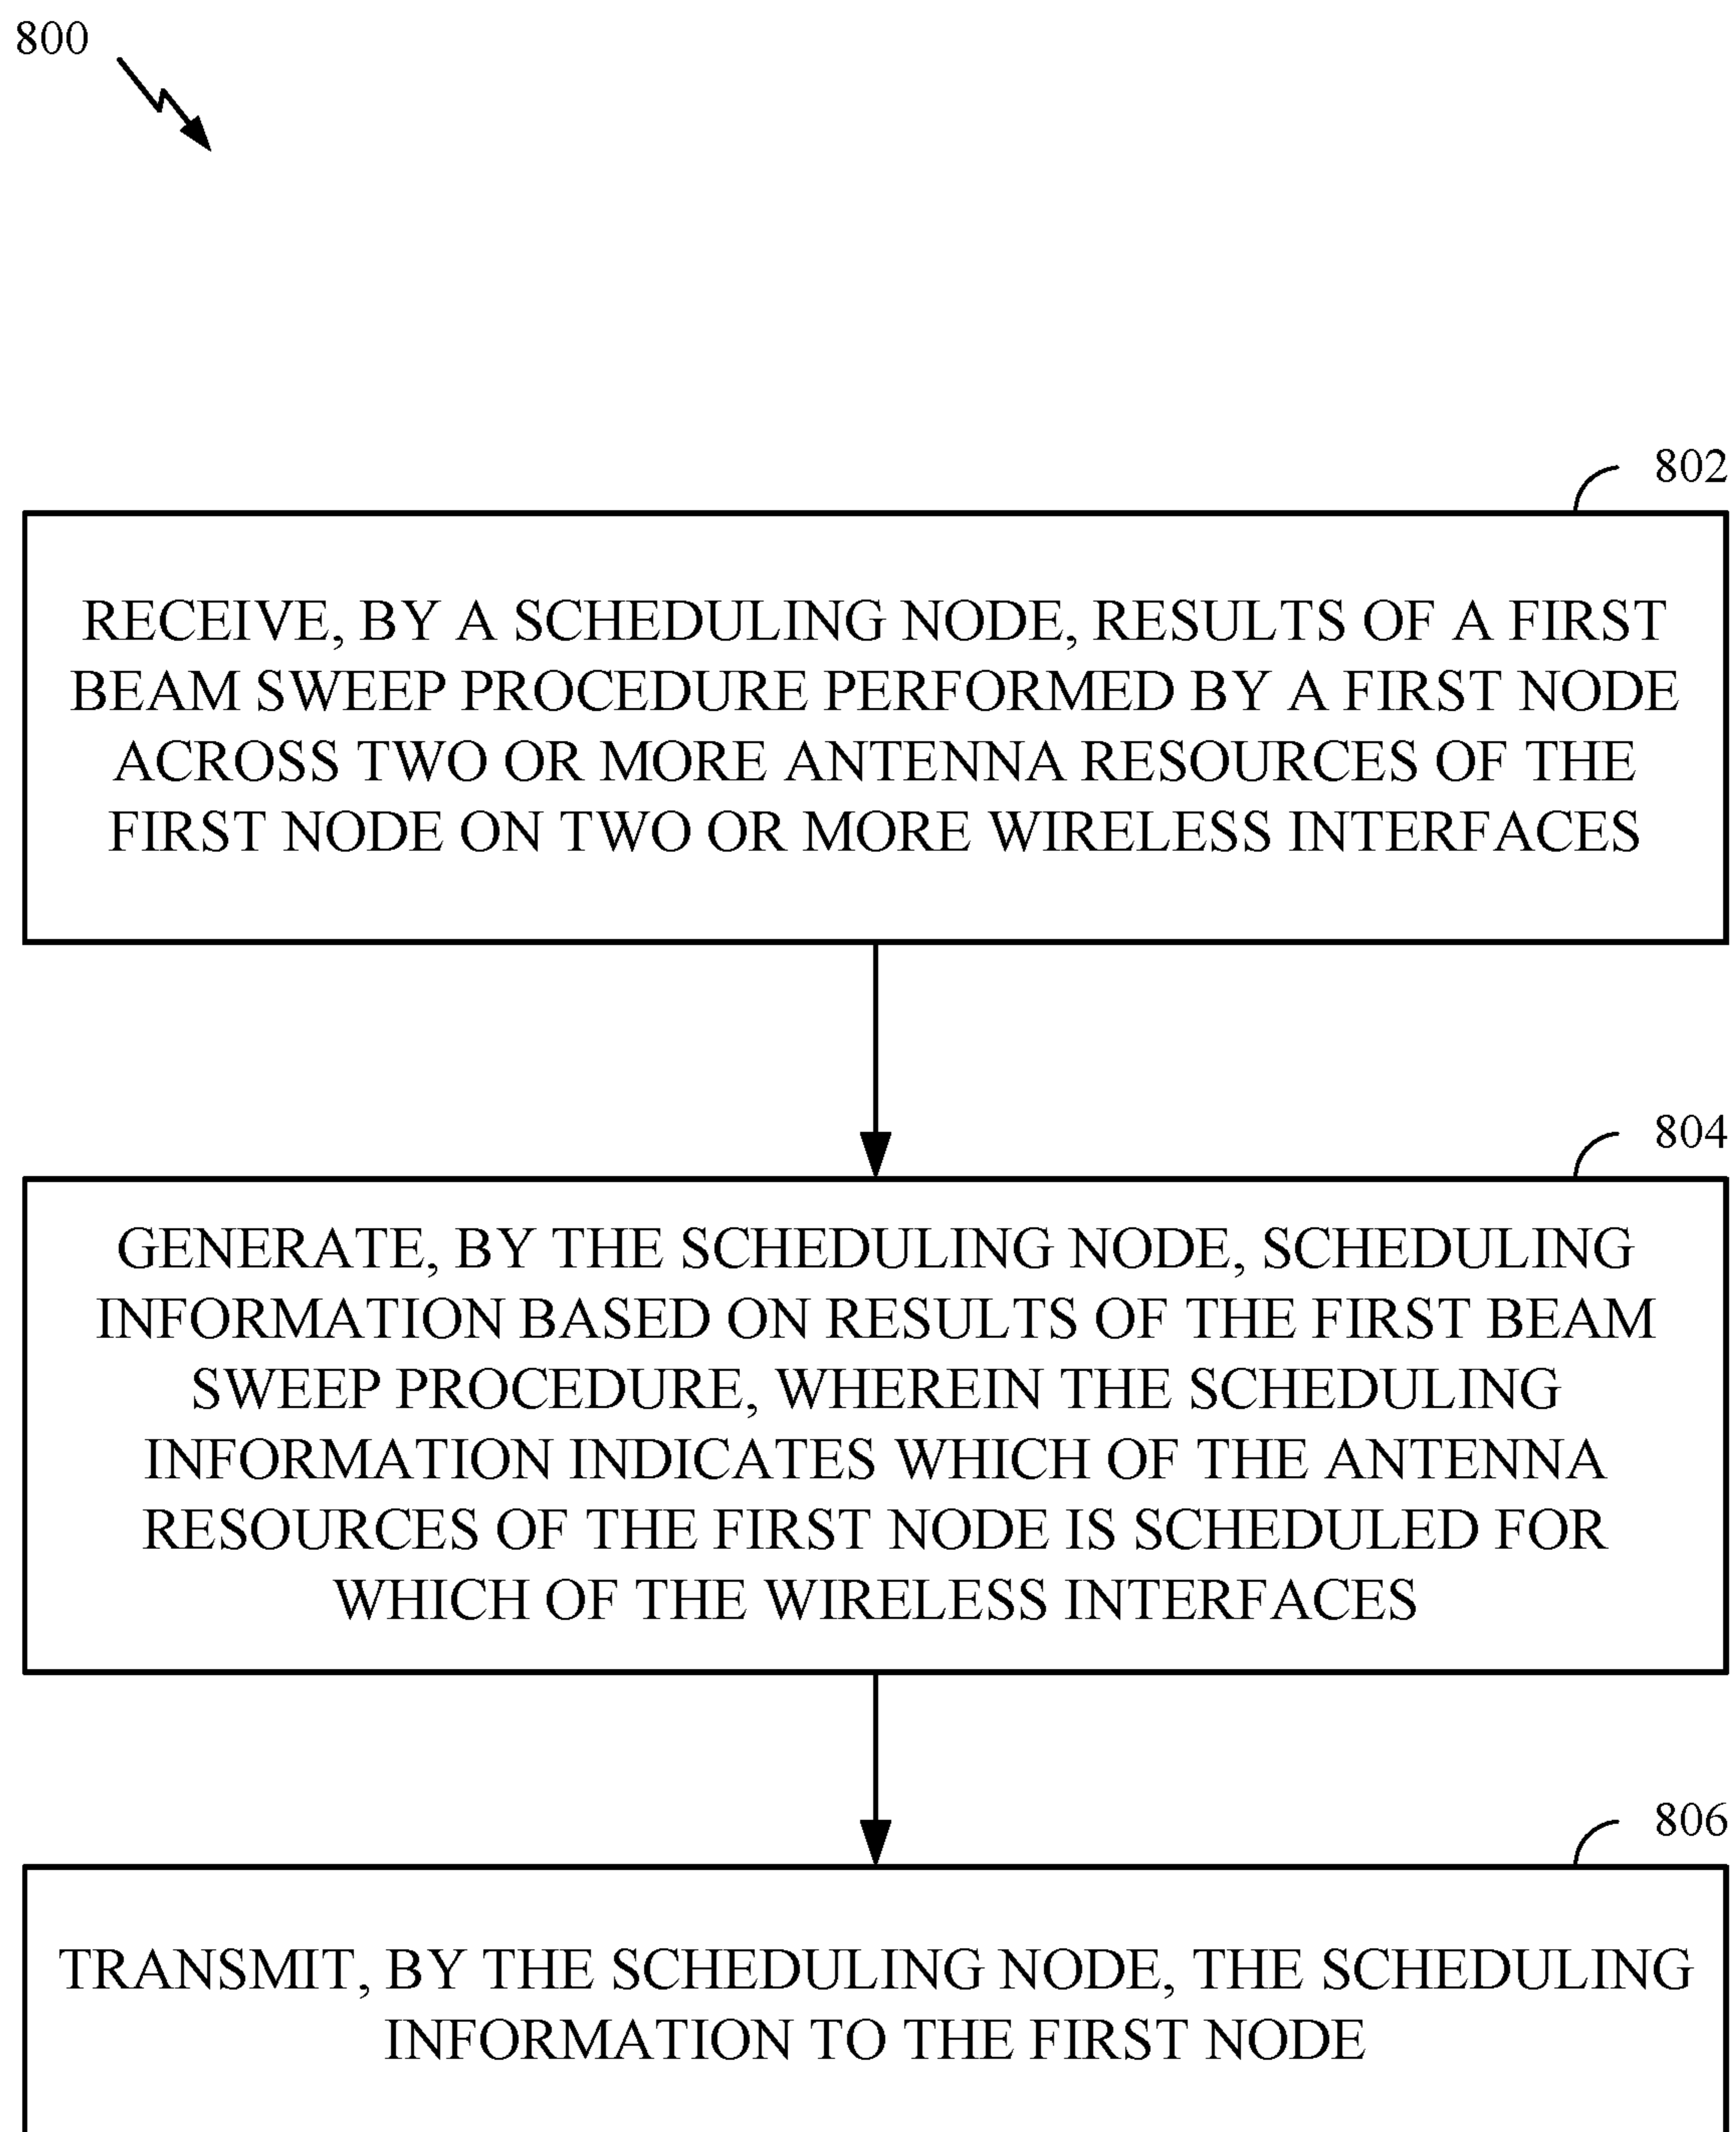 800
802
RECEIVE, BY A SCHEDULING NODE, RESULTS OF A FIRST
BEAM SWEEP PROCEDURE PERFORMED BY A FIRST NODE
ACROSS TWO OR MORE ANTENNA RESOURCES OF THE
FIRST NODE ON TWO OR MORE WIRELESS INTERFACES
804
GENERATE, BY THE SCHEDULING NODE, SCHEDULING
INFORMATION BASED ON RESULTS OF THE FIRST BEAM
SWEEP PROCEDURE, WHEREIN THE SCHEDULING
INFORMATION INDICATES WHICH OF THE ANTENNA
RESOURCES OF THE FIRST NODE IS SCHEDULED FOR
WHICH OF THE WIRELESS INTERFACES
806
TRANSMIT, BY THE SCHEDULING NODE, THE SCHEDULING
INFORMATION TO THE FIRST NODE